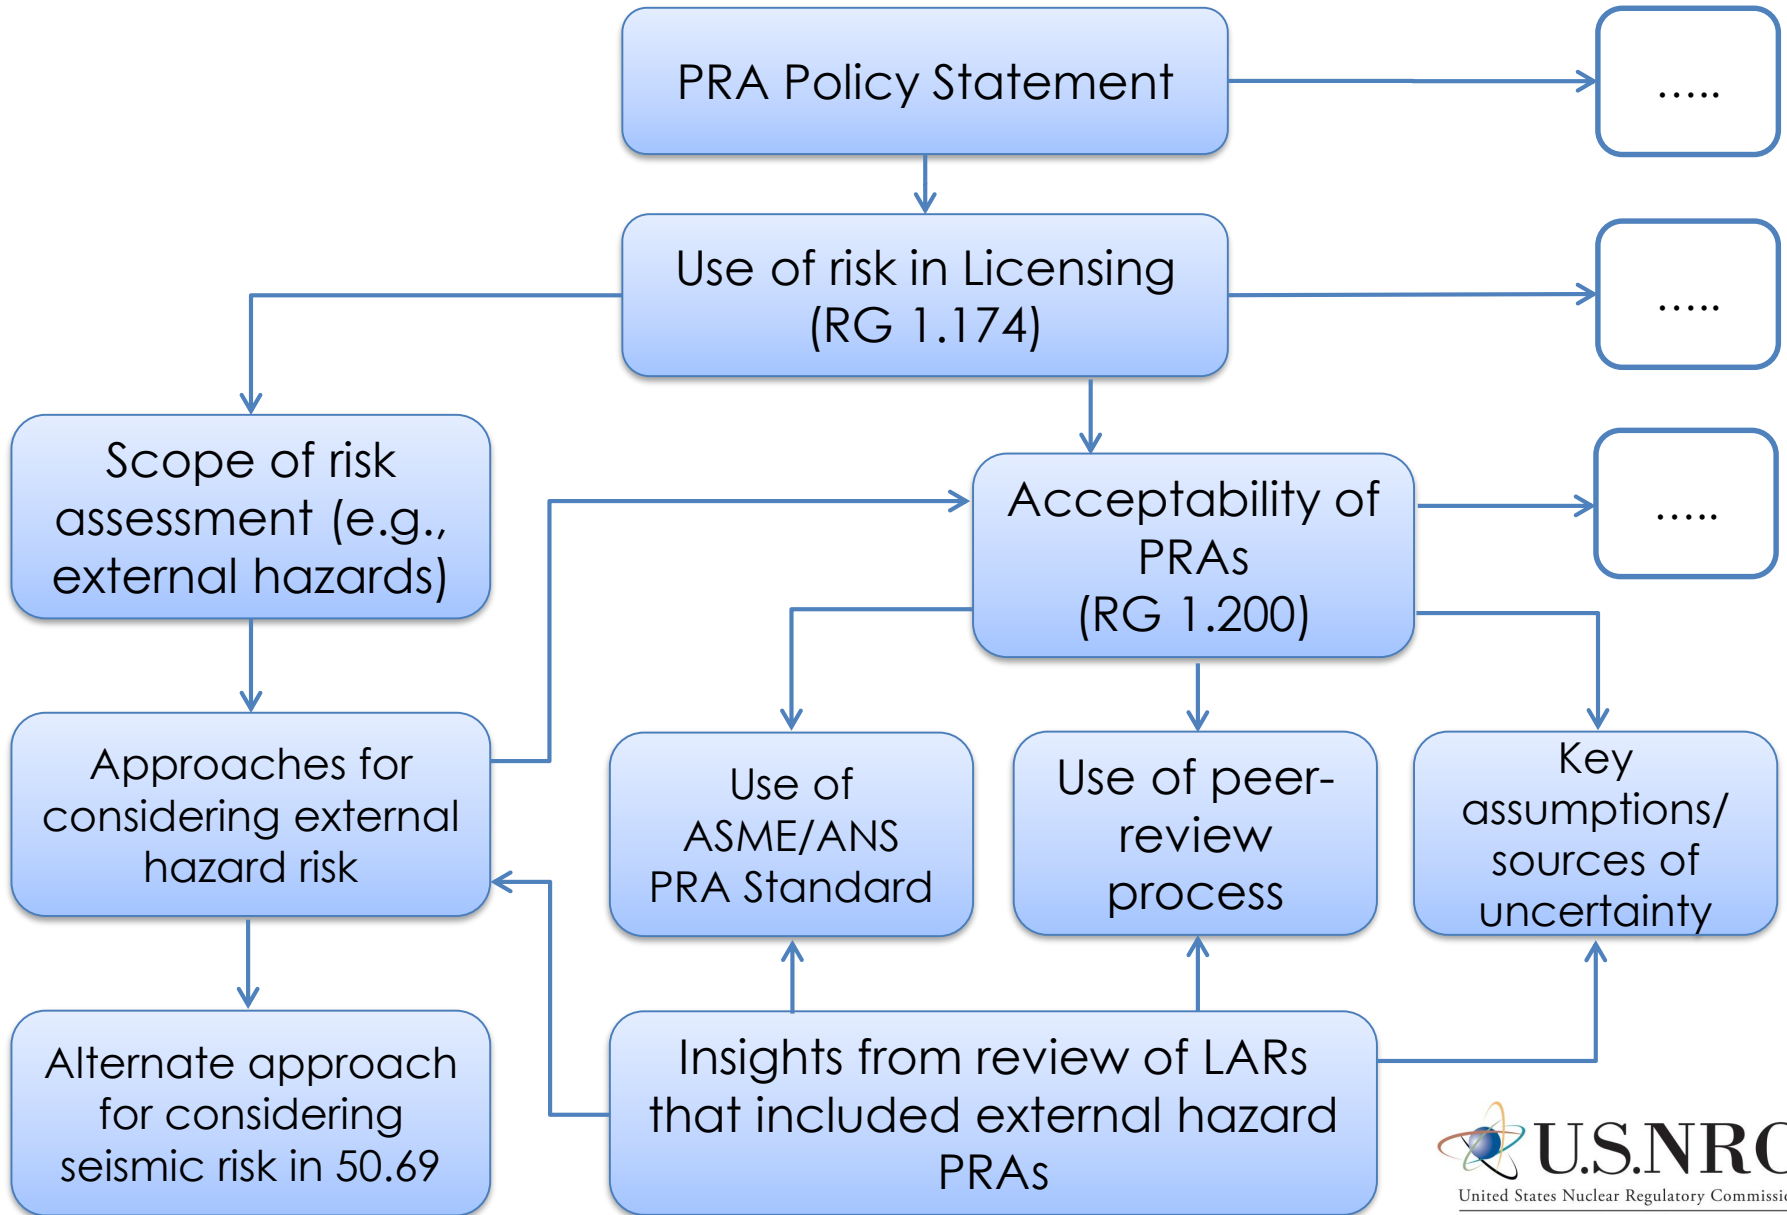 PRA Policy Statement
…..
Use of risk in Licensing
(RG 1.174)
…..
Scope of risk
assessment (e.g.,
external hazards)
Acceptability of
PRAs
(RG 1.200)
…..
Approaches for
considering external
hazard risk
Use of
ASME/ANS
PRA Standard
Use of peer-
review
process
Key
assumptions/
sources of
uncertainty
Alternate approach
for considering
seismic risk in 50.69
Insights from review of LARs
that included external hazard
PRAs
U.S.NRC
United States Nuclear Regulatory Commissio